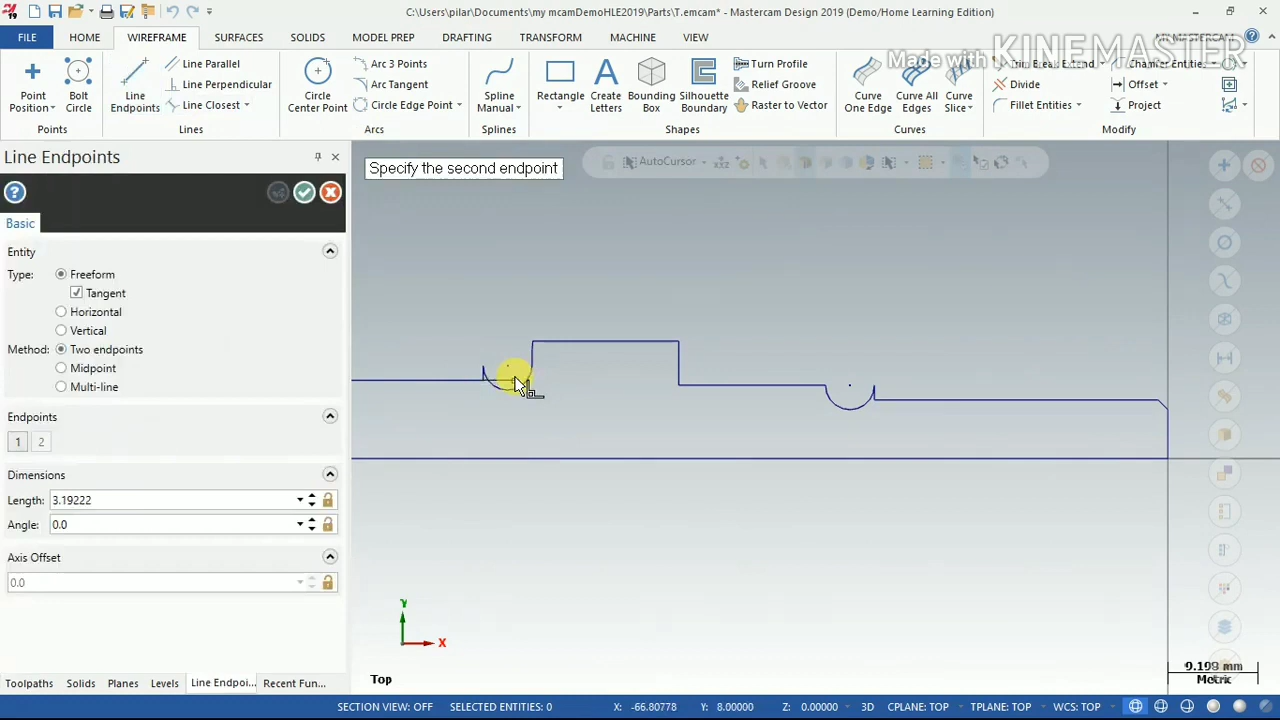 C:\Users\pilar\Documents\my mcamDemoHLE2019\Parts\T.emcam* - Mastercam Design 2019 (Demo/Home Learning Edition)
FILE HOME WIREFRAME SURFACES SOLIDS MODEL PREP DRAFTING TRANSFORM MACHINE VIEW MY MASTERCAM
Made with KINEMASTER
Point Position
Bolt Circle
Points
Line Endpoints
Line Parallel
Line Perpendicular
Line Closest
Lines
Circle Center Point
Arc 3 Points
Arc Tangent
Circle Edge Point
Arcs
Spline Manual
Splines
Rectangle
Create Letters
Bounding Box
Silhouette Boundary
Turn Profile
Relief Groove
Raster to Vector
Shapes
Curve One Edge
Curve All Edges
Curve Slice
Curves
Trim Break Extend
Divide
Fillet Entities
Chamfer Entities
Offset
Project
Modify
Line Endpoints
Basic
Entity
Type: Freeform
Tangent
Horizontal
Vertical
Method: Two endpoints
Midpoint
Multi-line
Endpoints
1 2
Dimensions
Length: 3.19222
Angle: 0.0
Axis Offset
0.0
Toolpaths Solids Planes Levels Line Endpoi... Recent Fun...
Specify the second endpoint
AutoCursor
Y
X
Top
9.198 mm
Metric
SECTION VIEW: OFF SELECTED ENTITIES: 0 X: -66.80778 Y: 8.00000 Z: 0.00000 3D CPLANE: TOP TPLANE: TOP WCS: TOP